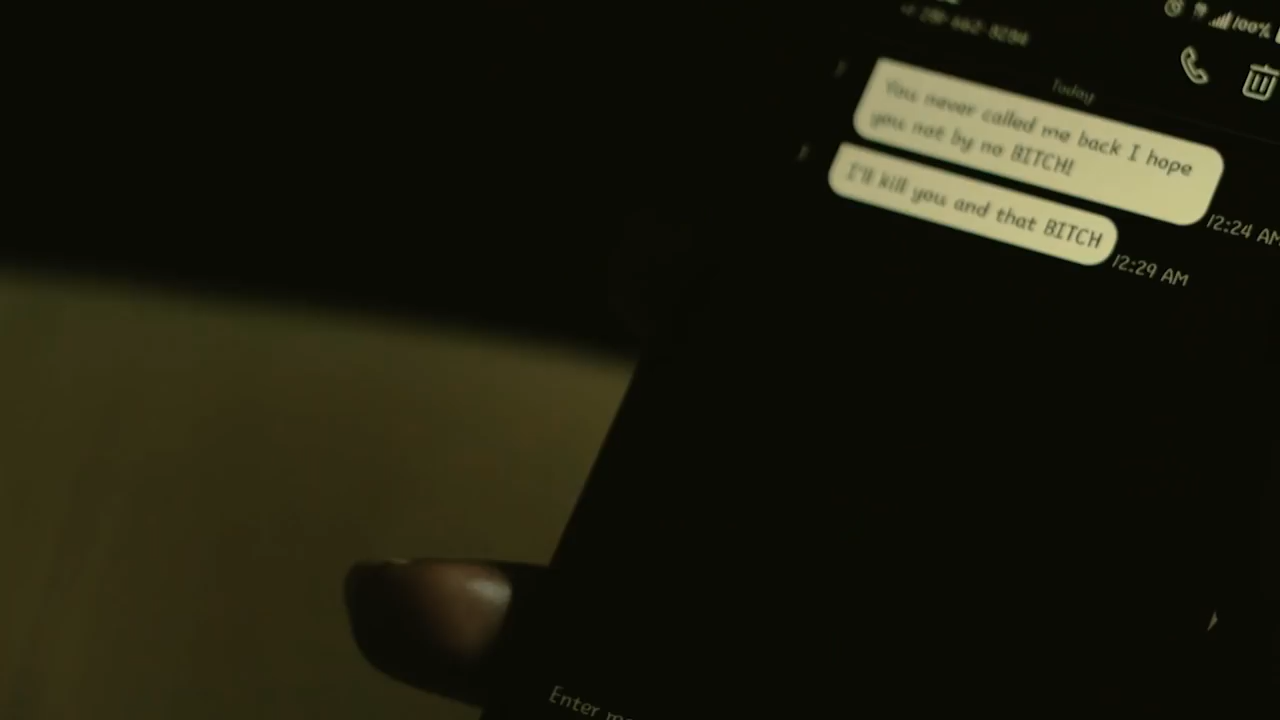 100%
Today
You never called me back I hope
you not by no BITCH!
12:24 AM
I'll kill you and that BITCH
12:29 AM
Enter